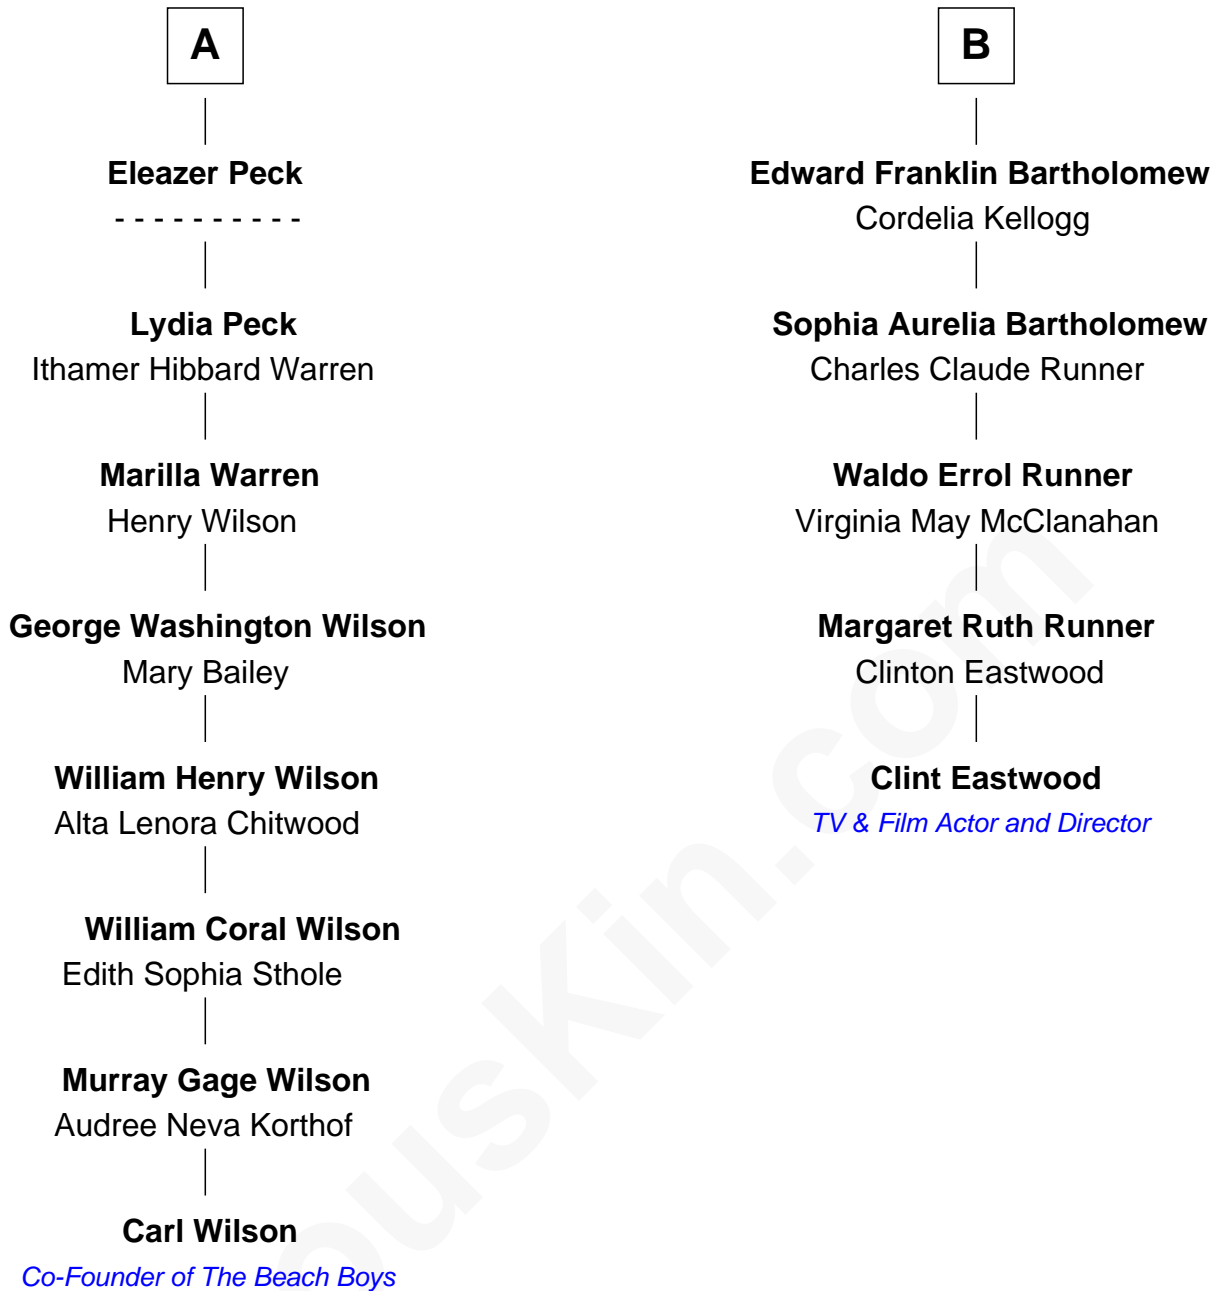 A
Eleazer Peck
- - - - - - - - - -
Lydia Peck
Ithamer Hibbard Warren
Marilla Warren
Henry Wilson
George Washington Wilson
Mary Bailey
William Henry Wilson
Alta Lenora Chitwood
William Coral Wilson
Edith Sophia Sthole
Murray Gage Wilson
Audree Neva Korthof
Carl Wilson
Co-Founder of The Beach Boys
B
Edward Franklin Bartholomew
Cordelia Kellogg
Sophia Aurelia Bartholomew
Charles Claude Runner
Waldo Errol Runner
Virginia May McClanahan
Margaret Ruth Runner
Clinton Eastwood
Clint Eastwood
TV & Film Actor and Director
ousKin.com